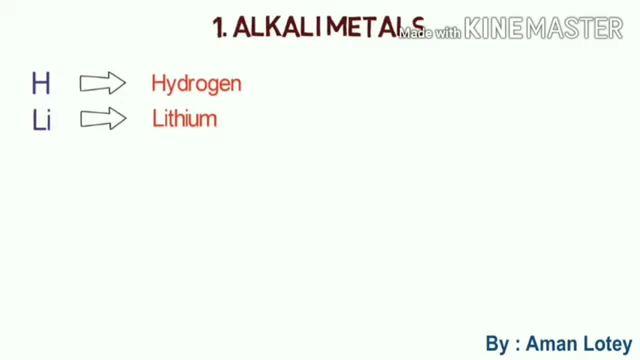 1. ALKALI METALS
Made with KINEMASTER
H Hydrogen
Li Lithium
By : Aman Lotey